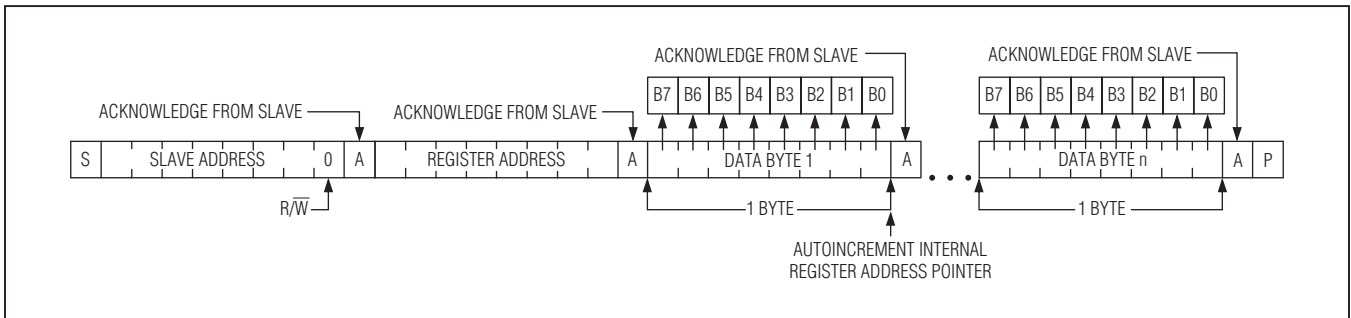 ACKNOWLEDGE FROM SLAVE
ACKNOWLEDGE FROM SLAVE
B7 B6 B5 B4 B3 B2 B1 B0
B7 B6 B5 B4 B3 B2 B1 B0
ACKNOWLEDGE FROM SLAVE
ACKNOWLEDGE FROM SLAVE
S SLAVE ADDRESS 0 A REGISTER ADDRESS A DATA BYTE 1 A • • • DATA BYTE n A P
R/W̅
1 BYTE
1 BYTE
AUTOINCREMENT INTERNAL
REGISTER ADDRESS POINTER